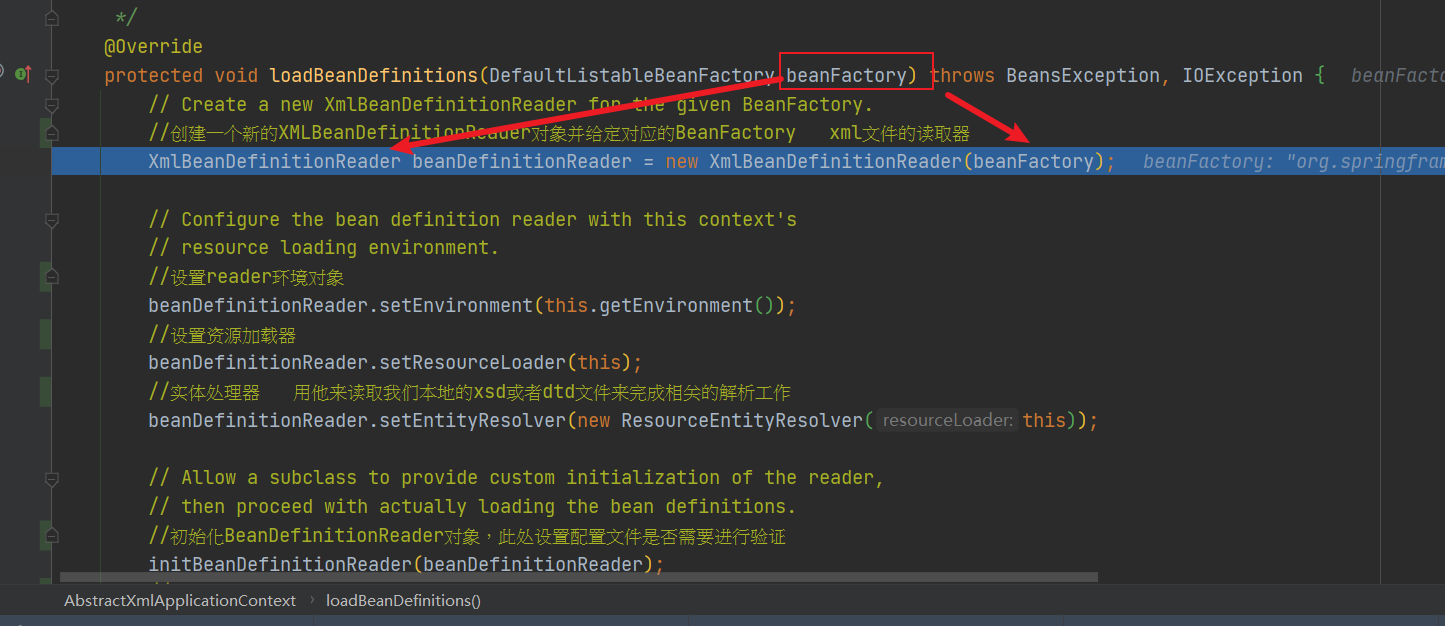 */
@Override
protected void loadBeanDefinitions(DefaultListableBeanFactory beanFactory) throws BeansException, IOException {   beanFacto
// Create a new XmlBeanDefinitionReader for the given BeanFactory.
//创建一个新的XMLBeanDefinitionReader对象并给定对应的BeanFactory   xml文件的读取器
XmlBeanDefinitionReader beanDefinitionReader = new XmlBeanDefinitionReader(beanFactory);   beanFactory: "org.springfram
// Configure the bean definition reader with this context's
// resource loading environment.
//设置reader环境对象
beanDefinitionReader.setEnvironment(this.getEnvironment());
//设置资源加载器
beanDefinitionReader.setResourceLoader(this);
//实体处理器   用他来读取我们本地的xsd或者dtd文件来完成相关的解析工作
beanDefinitionReader.setEntityResolver(new ResourceEntityResolver( resourceLoader: this));
// Allow a subclass to provide custom initialization of the reader,
// then proceed with actually loading the bean definitions.
//初始化BeanDefinitionReader对象，此处设置配置文件是否需要进行验证
initBeanDefinitionReader(beanDefinitionReader);
AbstractXmlApplicationContext › loadBeanDefinitions()